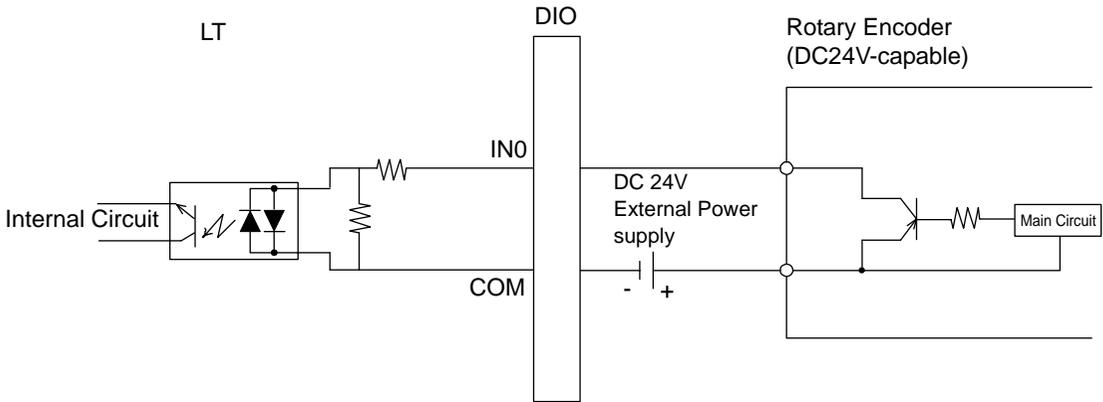 DIO
LT
Rotary Encoder
(DC24V-capable)
IN0
DC 24V
External Power
supply
Internal Circuit
Main Circuit
COM
- +